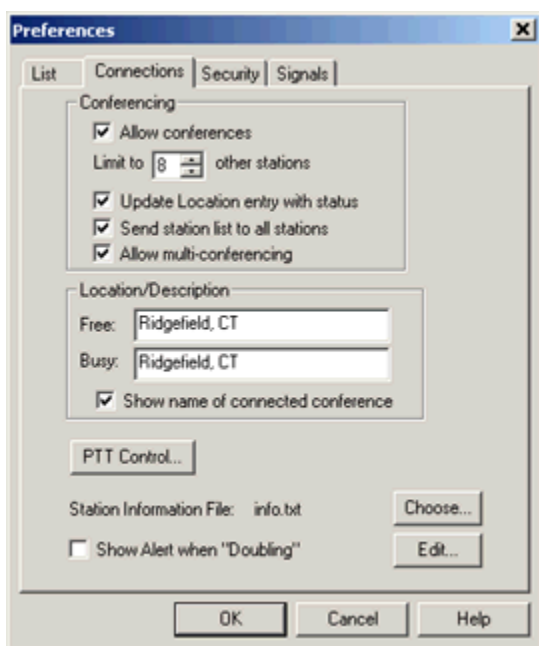 Preferences
List Connections Security Signals
Conferencing
Allow conferences
Limit to 8 other stations
Update Location entry with status
Send station list to all stations
Allow multi-conferencing
Location/Description
Free: Ridgefield, CT
Busy: Ridgefield, CT
Show name of connected conference
PTT Control...
Station Information File: info.txt Choose...
Show Alert when "Doubling" Edit...
OK Cancel Help